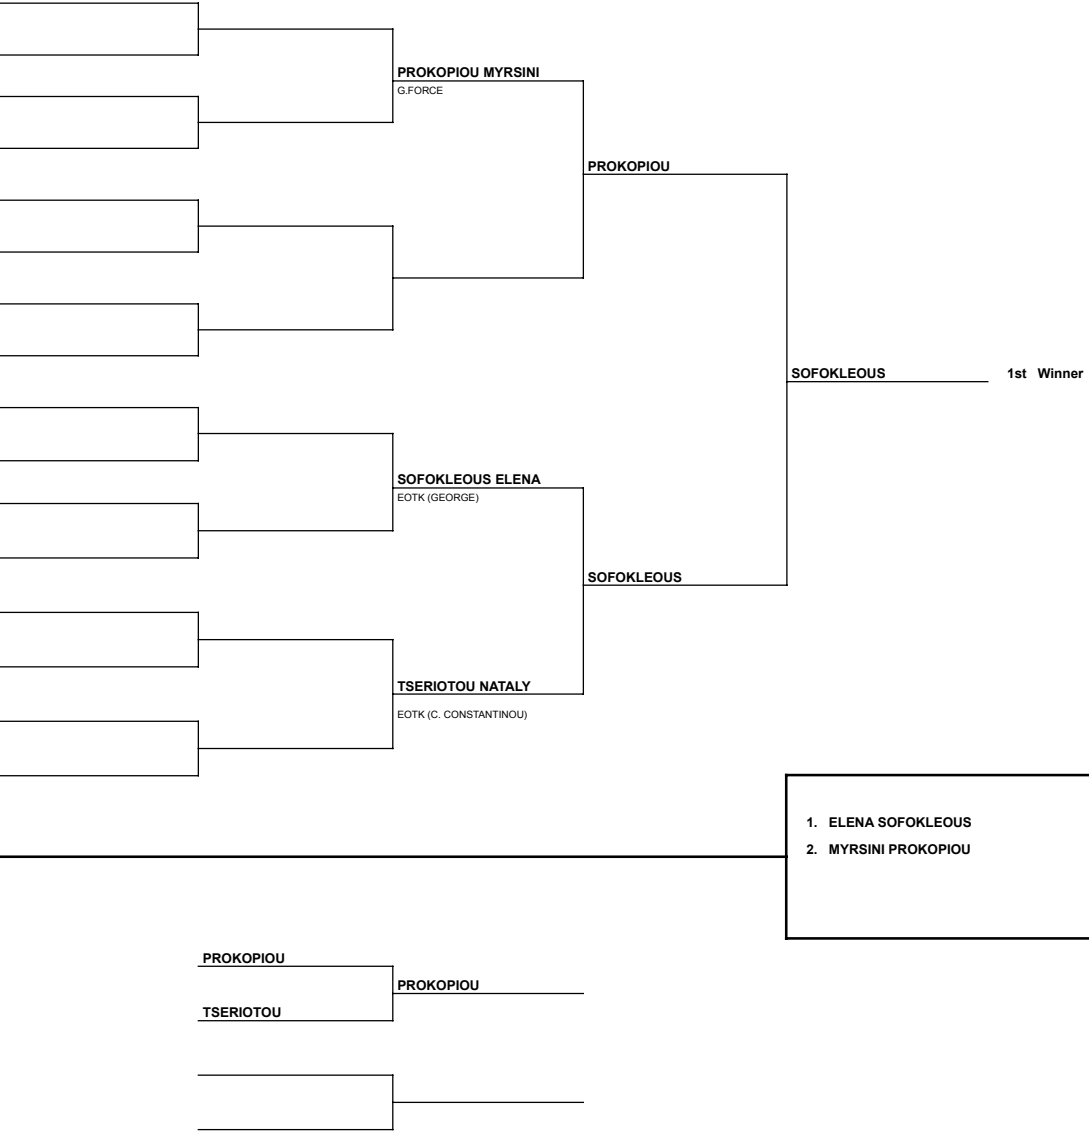 PROKOPIOU MYRSINI
G.FORCE
PROKOPIOU
SOFOKLEOUS 1st Winner
SOFOKLEOUS ELENA
EOTK (GEORGE)
SOFOKLEOUS
TSERIOTOU NATALY
EOTK (C. CONSTANTINOU)
1. ELENA SOFOKLEOUS
2. MYRSINI PROKOPIOU
PROKOPIOU
PROKOPIOU
TSERIOTOU